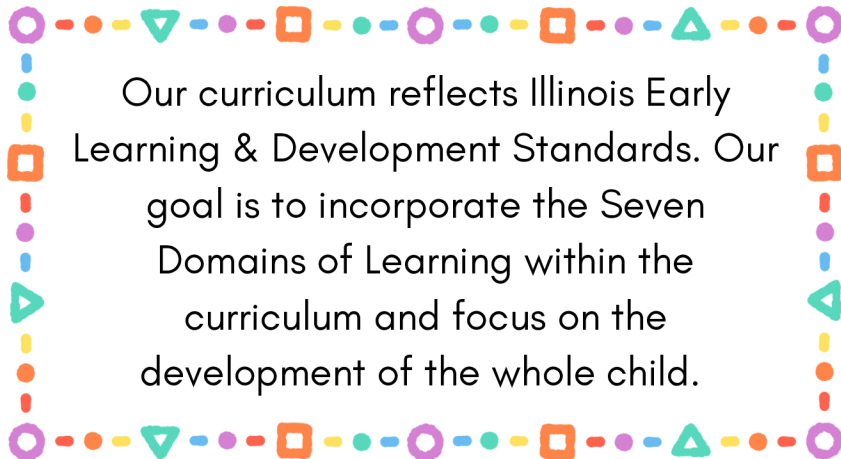 Our curriculum reflects Illinois Early
Learning & Development Standards. Our
goal is to incorporate the Seven
Domains of Learning within the
curriculum and focus on the
development of the whole child.